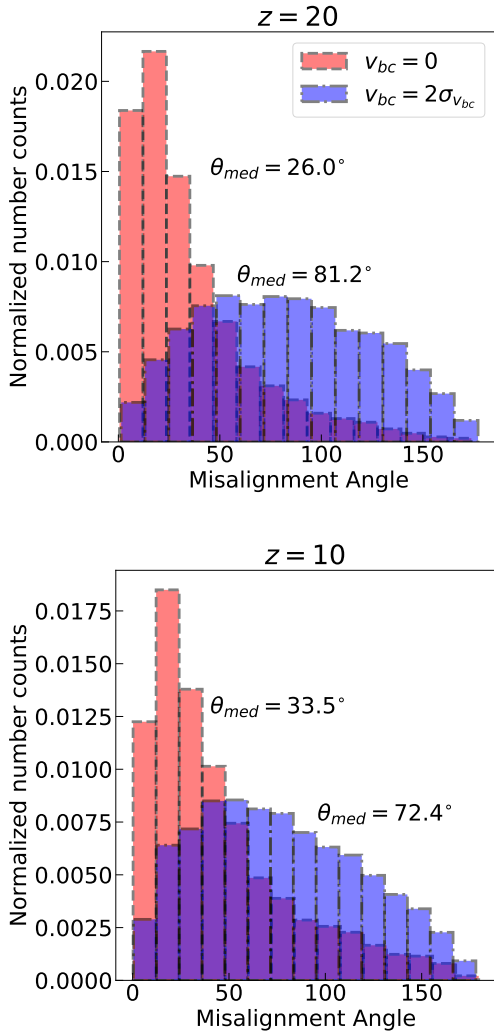 z = 20
v_bc = 0
v_bc = 2σ_{v_bc}
θ_med = 26.0°
θ_med = 81.2°
Normalized number counts
0.020
0.015
0.010
0.005
0.000
0 50 100 150
Misalignment Angle
z = 10
θ_med = 33.5°
θ_med = 72.4°
Normalized number counts
0.0175
0.0150
0.0125
0.0100
0.0075
0.0050
0.0025
0.0000
0 50 100 150
Misalignment Angle